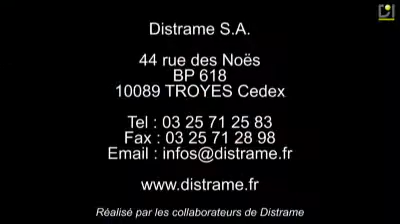 Distrame S.A.
44 rue des Noës
BP 618
10089 TROYES Cedex
Tel : 03 25 71 25 83
Fax : 03 25 71 28 98
Email : infos@distrame.fr
www.distrame.fr
Réalisé par les collaborateurs de Distrame